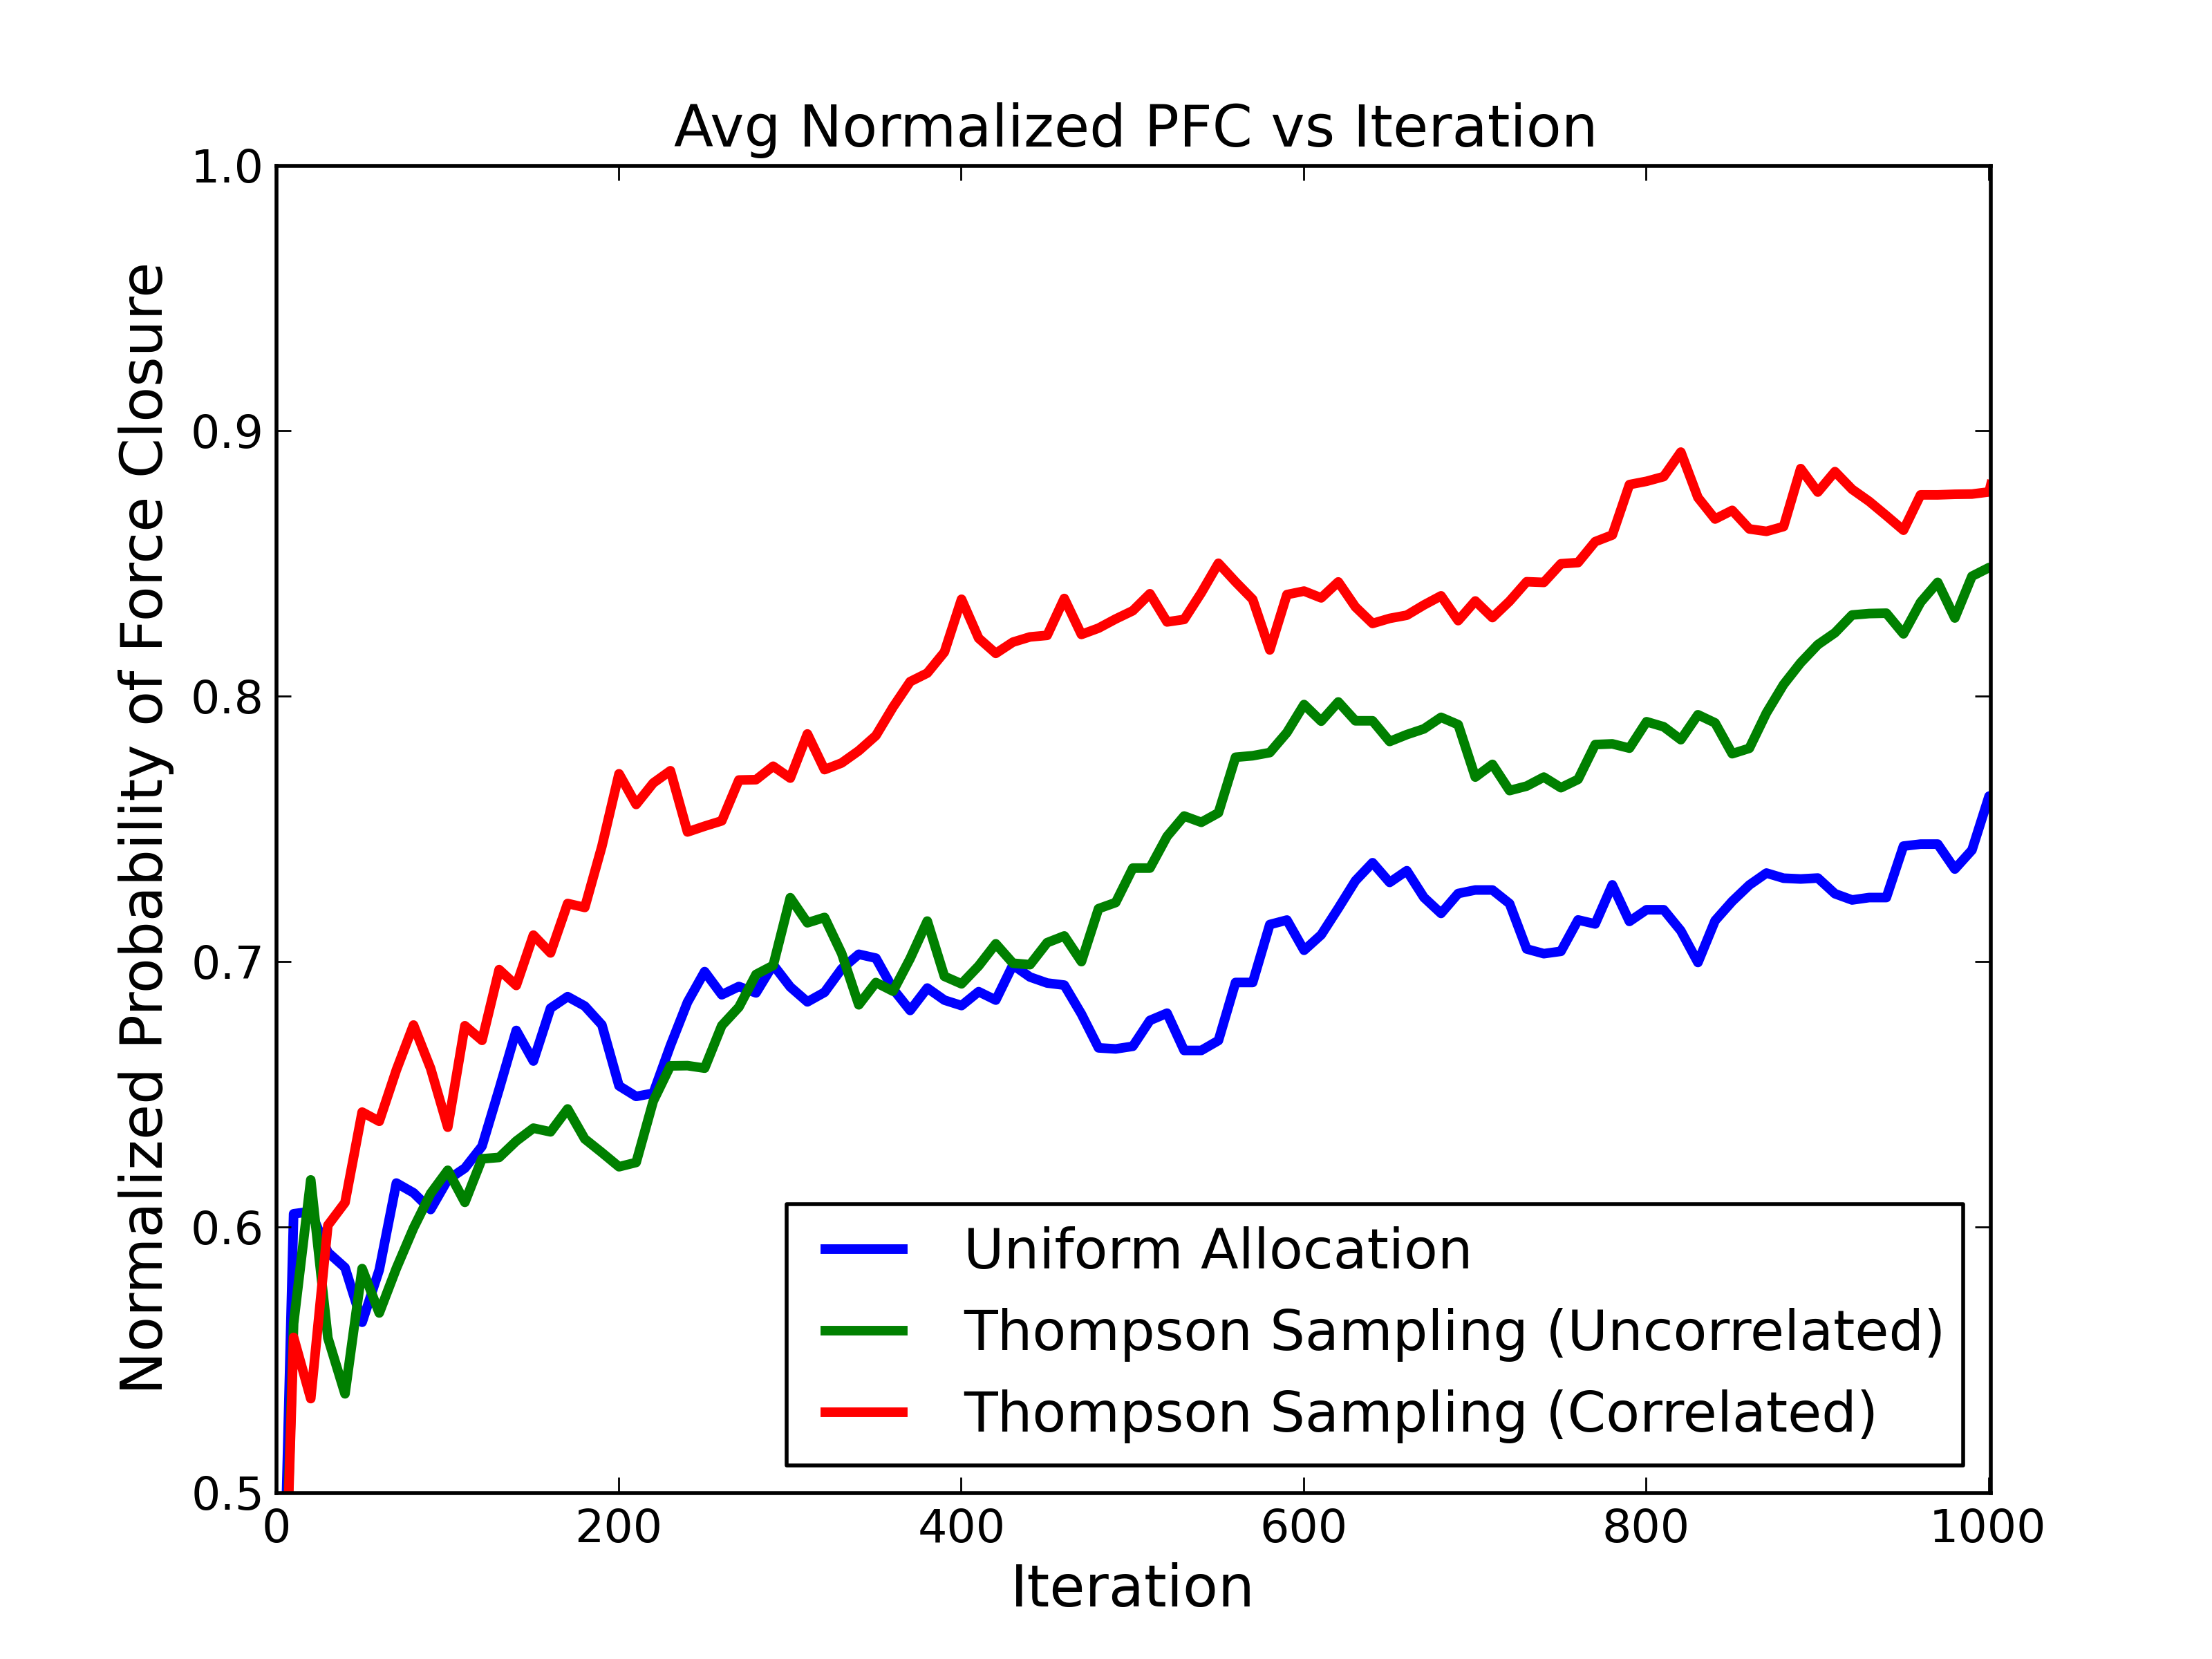 Avg Normalized PFC vs Iteration
Normalized Probability of Force Closure
1.0
0.9
0.8
0.7
0.6
0.5
0 200 400 600 800 1000
Iteration
Uniform Allocation
Thompson Sampling (Uncorrelated)
Thompson Sampling (Correlated)